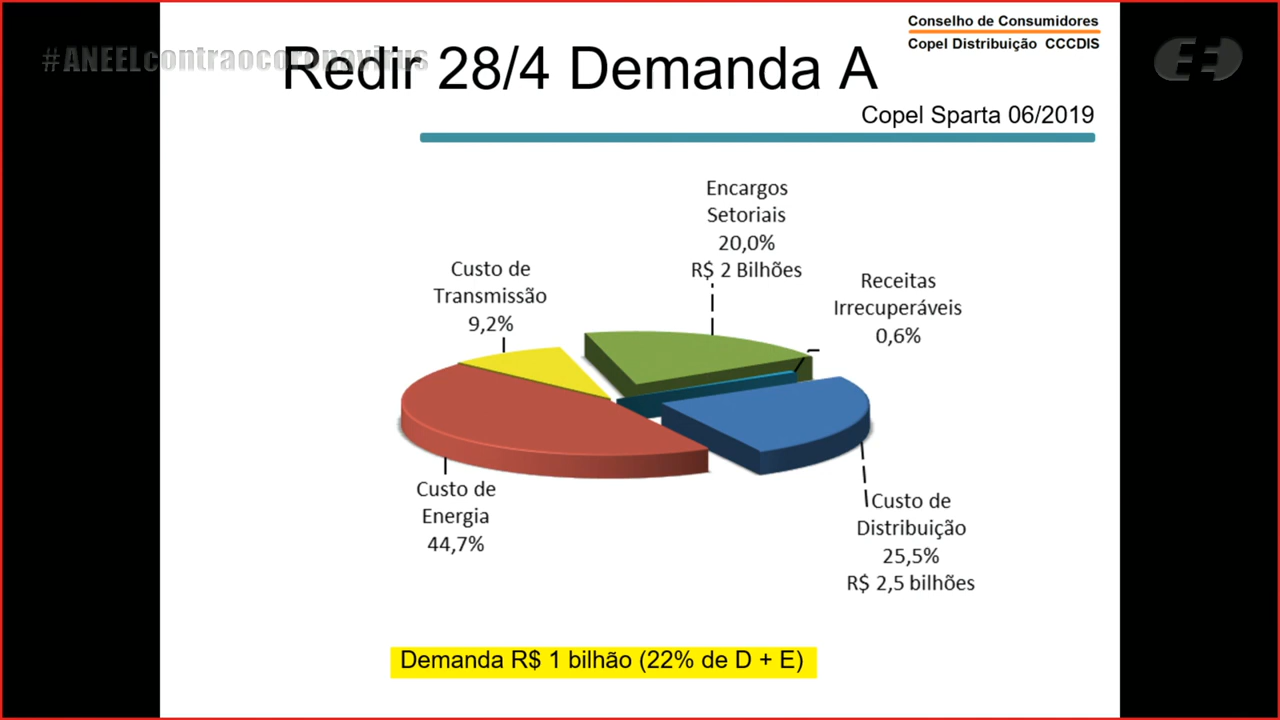 Conselho de Consumidores
Copel Distribuição CCCDIS
#ANEELcontraocoronavirus
Redir 28/4 Demanda A
Copel Sparta 06/2019
Encargos
Setoriais
20,0%
R$ 2 Bilhões
Custo de
Transmissão
9,2%
Receitas
Irrecuperáveis
0,6%
Custo de
Energia
44,7%
Custo de
Distribuição
25,5%
R$ 2,5 bilhões
Demanda R$ 1 bilhão (22% de D + E)